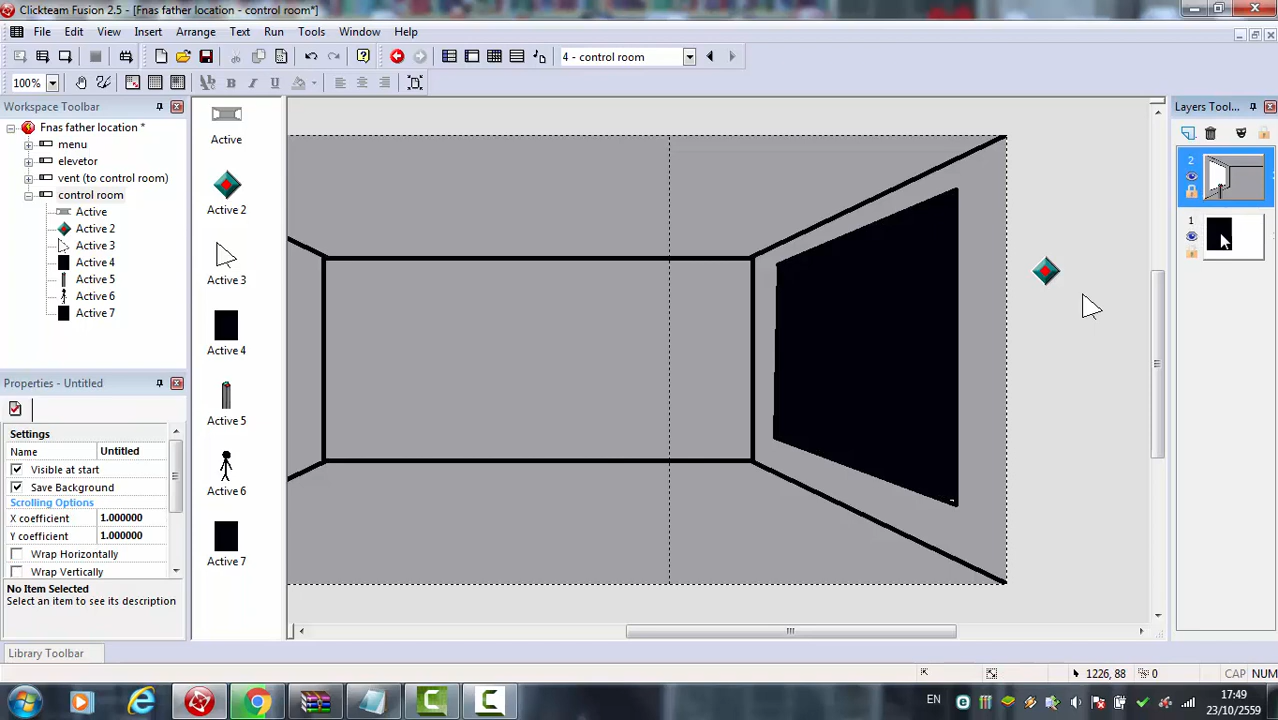 Clickteam Fusion 2.5 - [Fnas father location - control room*]
File Edit View Insert Arrange Text Run Tools Window Help
4 - control room
100%
B I U
Workspace Toolbar
Fnas father location *
menu
elevetor
vent (to control room)
control room
Active
Active 2
Active 3
Active 4
Active 5
Active 6
Active 7
Properties - Untitled
Settings
Name Untitled
Visible at start
Save Background
Scrolling Options
X coefficient 1.000000
Y coefficient 1.000000
Wrap Horizontally
Wrap Vertically
No Item Selected
Select an item to see its description
Library Toolbar
Active
Active 2
Active 3
Active 4
Active 5
Active 6
Active 7
Layers Tool...
2
1
1226, 88
0
CAP NUM
EN
17:49
23/10/2559